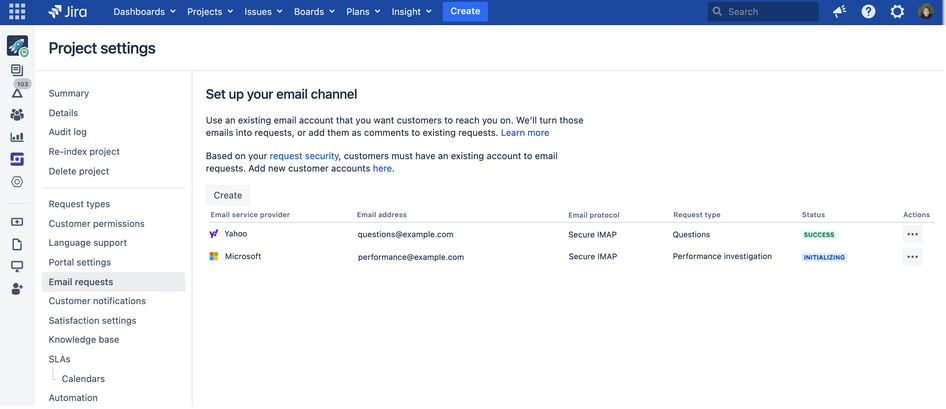 Jira Dashboards Projects Issues Boards Plans Insight Create Search
Project settings
103
Summary
Details
Audit log
Re-index project
Delete project
Request types
Customer permissions
Language support
Portal settings
Email requests
Customer notifications
Satisfaction settings
Knowledge base
SLAs
Calendars
Automation
Set up your email channel
Use an existing email account that you want customers to reach you on. We'll turn those
emails into requests, or add them as comments to existing requests. Learn more
Based on your request security, customers must have an existing account to email
requests. Add new customer accounts here.
Create
Email service provider Email address Email protocol Request type Status Actions
Yahoo questions@example.com Secure IMAP Questions SUCCESS
Microsoft performance@example.com Secure IMAP Performance investigation INITIALIZING